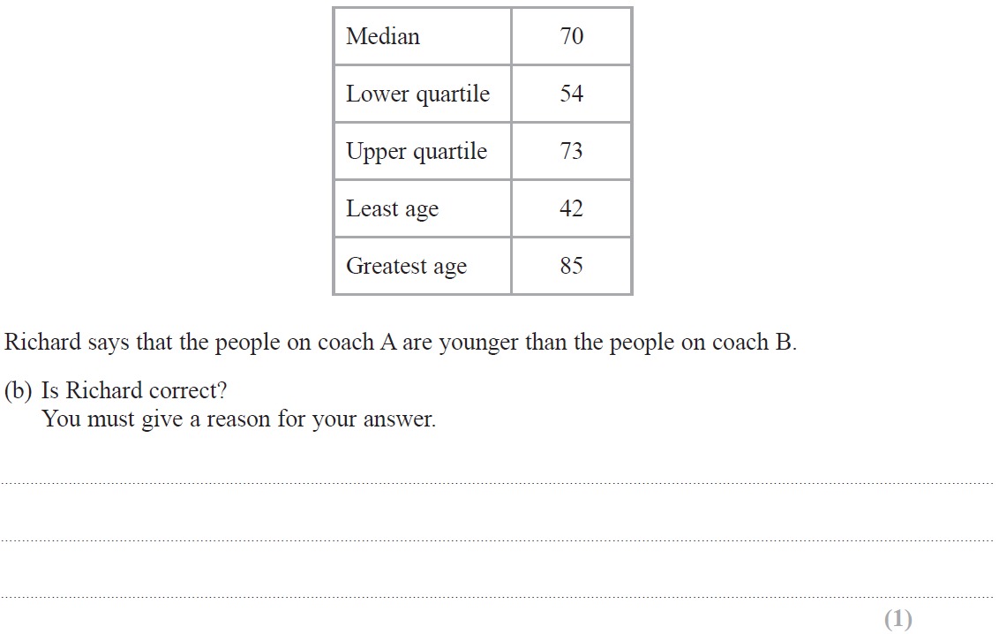 Median 70
Lower quartile 54
Upper quartile 73
Least age 42
Greatest age 85
Richard says that the people on coach A are younger than the people on coach B.
(b) Is Richard correct?
You must give a reason for your answer.
(1)